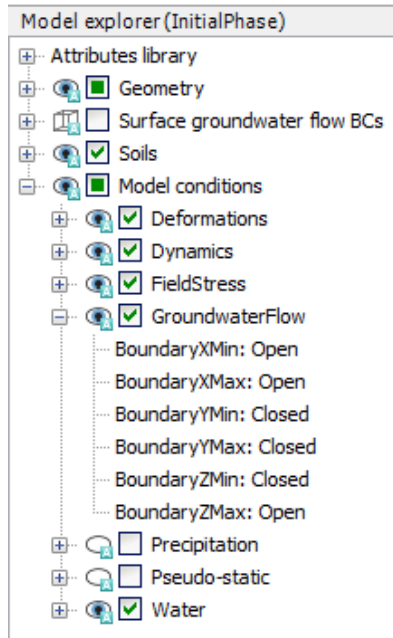 Model explorer (InitialPhase)
Attributes library
Geometry
Surface groundwater flow BCs
Soils
Model conditions
Deformations
Dynamics
FieldStress
GroundwaterFlow
BoundaryXMin: Open
BoundaryXMax: Open
BoundaryYMin: Closed
BoundaryYMax: Closed
BoundaryZMin: Closed
BoundaryZMax: Open
Precipitation
Pseudo-static
Water